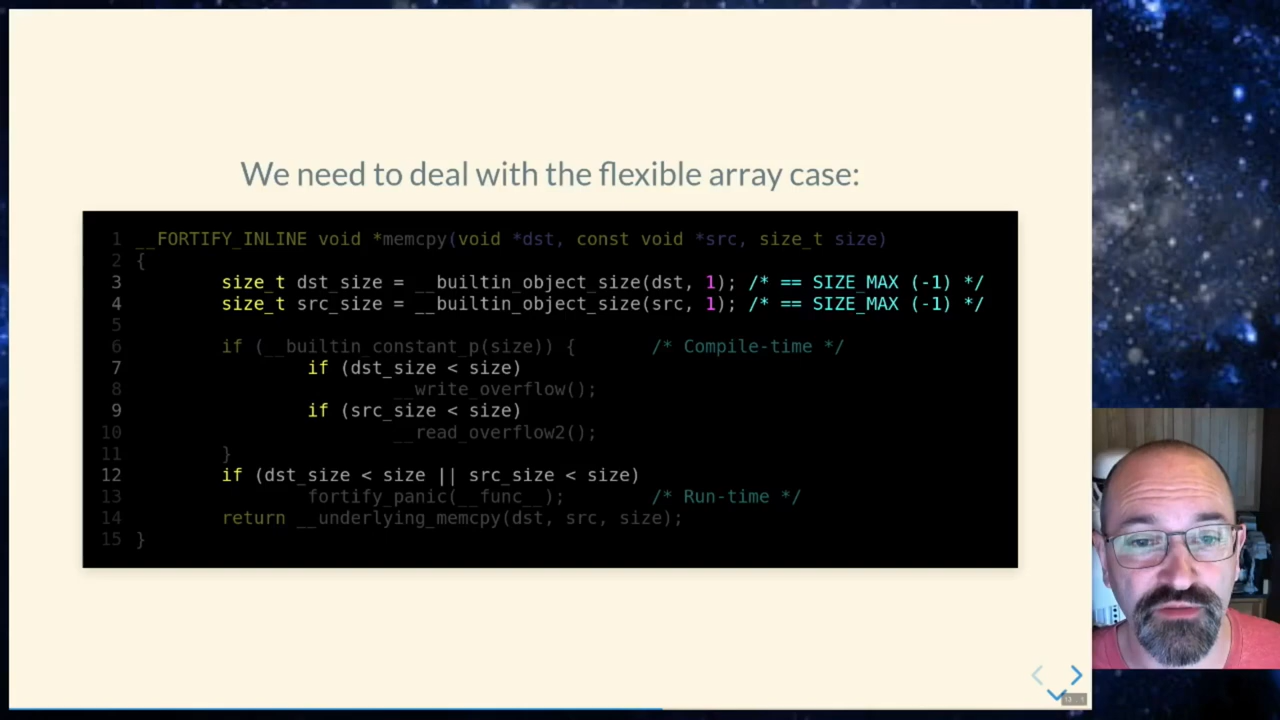 We need to deal with the flexible array case:
1 __FORTIFY_INLINE void *memcpy(void *dst, const void *src, size_t size)
2 {
3 size_t dst_size = __builtin_object_size(dst, 1); /* == SIZE_MAX (-1) */
4 size_t src_size = __builtin_object_size(src, 1); /* == SIZE_MAX (-1) */
5
6 if (__builtin_constant_p(size)) { /* Compile-time */
7 if (dst_size < size)
8 __write_overflow();
9 if (src_size < size)
10 __read_overflow2();
11 }
12 if (dst_size < size || src_size < size)
13 fortify_panic(__func__); /* Run-time */
14 return __underlying_memcpy(dst, src, size);
15 }